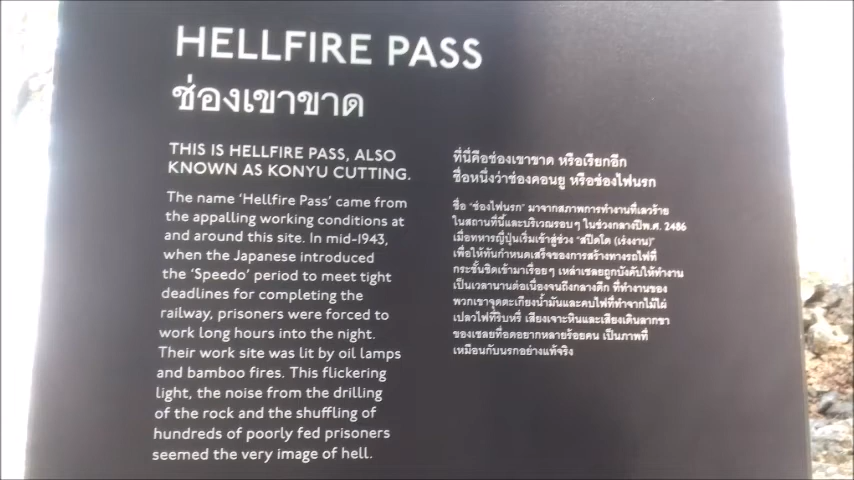 HELLFIRE PASS
ช่องเขาขาด
THIS IS HELLFIRE PASS, ALSO
KNOWN AS KONYU CUTTING.
The name ‘Hellfire Pass’ came from
the appalling working conditions at
and around this site. In mid-1943,
when the Japanese introduced
the ‘Speedo’ period to meet tight
deadlines for completing the
railway, prisoners were forced to
work long hours into the night.
Their work site was lit by oil lamps
and bamboo fires. This flickering
light, the noise from the drilling
of the rock and the shuffling of
hundreds of poorly fed prisoners
seemed the very image of hell.
ที่นี่คือช่องเขาขาด หรือเรียกอีก
ชื่อหนึ่งว่าช่องคอนยู หรือช่องไฟนรก
ชื่อ ‘ช่องไฟนรก’ มาจากสภาพการทำงานที่เลวร้าย
ในสถานที่นี้และบริเวณรอบๆ ในช่วงกลางปีพ.ศ. 2486
เมื่อทหารญี่ปุ่นเริ่มเข้าสู่ช่วง ‘สปีดโด (เร่งงาน)’
เพื่อให้ทันกำหนดเสร็จของการสร้างทางรถไฟที่
กระชั้นชิดเข้ามาเรื่อยๆ เหล่าเชลยถูกบังคับให้ทำงาน
เป็นเวลานานต่อเนื่องจนถึงกลางดึก ที่ทำงานของ
พวกเขาจุดตะเกียงน้ำมันและคบไฟที่ทำจากไม้ไผ่
เปลวไฟที่ริบหรี่ เสียงเจาะหินและเสียงเดินลากขา
ของเชลยที่อดอยากหลายร้อยคน เป็นภาพที่
เหมือนกับนรกอย่างแท้จริง